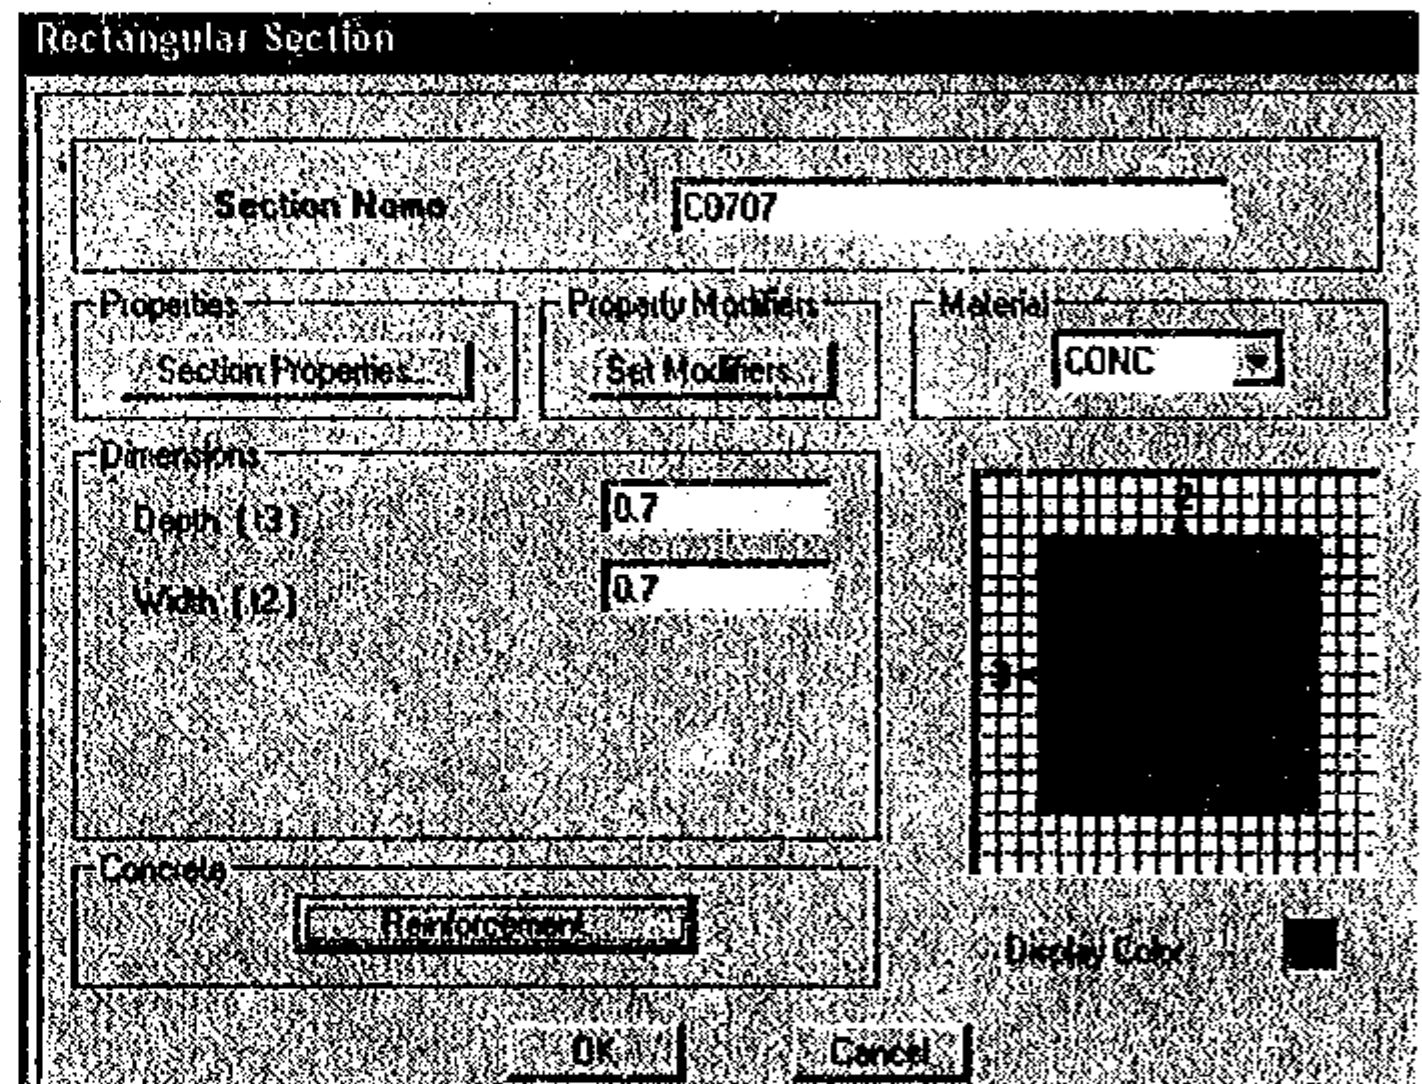 Rectangular Section
Section Name C0707
Properties Property Modifiers Material
Section Properties... Set Modifiers... CONC
Dimensions
Depth (t3) 0.7
Width (t2) 0.7
2
3
Concrete
Reinforcement...
Display Color
OK Cancel